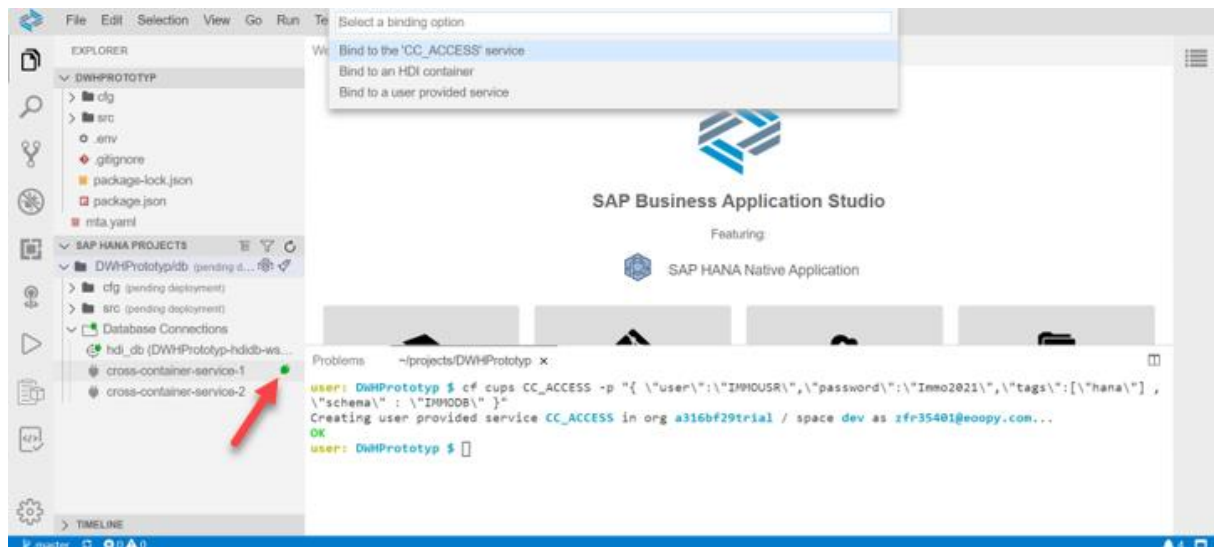 File Edit Selection View Go Run Te
Select a binding option
Bind to the 'CC_ACCESS' service
Bind to an HDI container
Bind to a user provided service
EXPLORER
We
DWHPROTOTYP
cfg
src
.env
.gitignore
package-lock.json
package.json
mta.yaml
SAP HANA PROJECTS
DWHPrototyp/db (pending d...
cfg (pending deployment)
src (pending deployment)
Database Connections
hdi_db (DWHPrototyp-hdidb-ws...
cross-container-service-1
cross-container-service-2
TIMELINE
SAP Business Application Studio
Featuring:
SAP HANA Native Application
Problems ~/projects/DWHPrototyp ×
user: DWHPrototyp $ cf cups CC_ACCESS -p "{ \"user\":\"IMMOUSR\",\"password\":\"Immo2021\",\"tags\":[\"hana\"] ,
\"schema\" : \"IMMODB\" }"
Creating user provided service CC_ACCESS in org a316bf29trial / space dev as zfr35401@eoopy.com...
OK
user: DWHPrototyp $
master 0 0 4